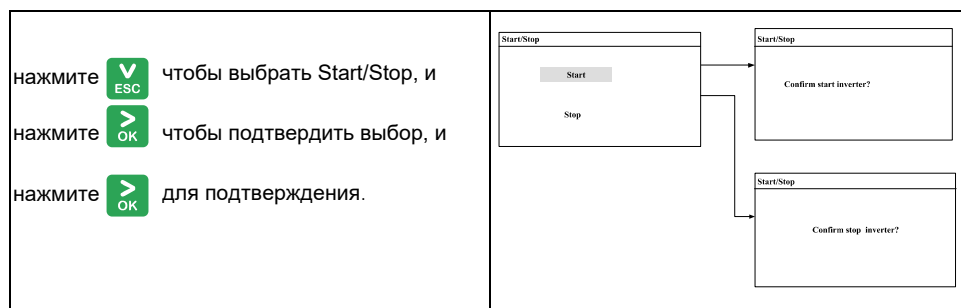 нажмите V ESC чтобы выбрать Start/Stop, и
нажмите > OK чтобы подтвердить выбор, и
нажмите > OK для подтверждения.
Start/Stop
Start
Stop
Start/Stop
Confirm start inverter?
Start/Stop
Confirm stop inverter?